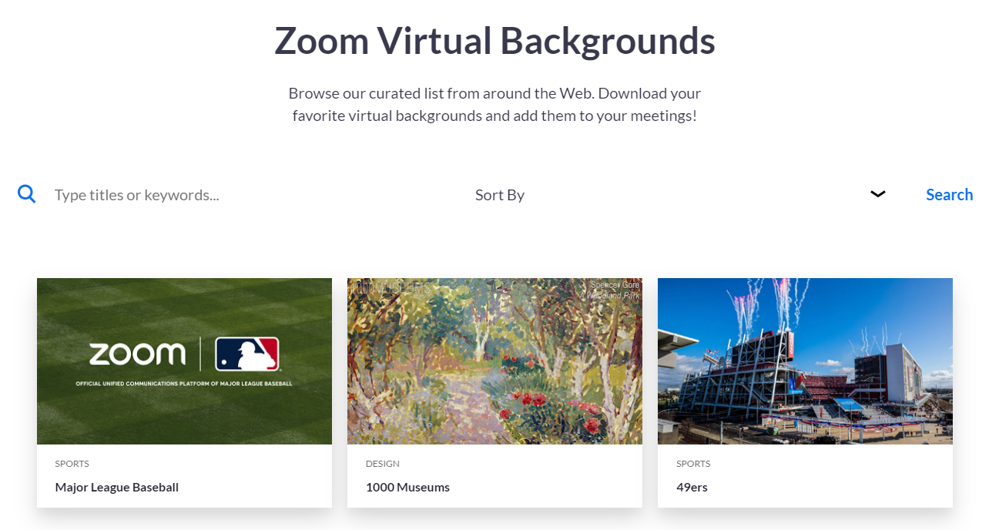 Zoom Virtual Backgrounds
Browse our curated list from around the Web. Download your
favorite virtual backgrounds and add them to your meetings!
Type titles or keywords...
Sort By
Search
zoom
OFFICIAL UNIFIED COMMUNICATIONS PLATFORM OF MAJOR LEAGUE BASEBALL
1000MUSEUMS
Spencer Gore
A Woodland Park
SPORTS
Major League Baseball
DESIGN
1000 Museums
SPORTS
49ers